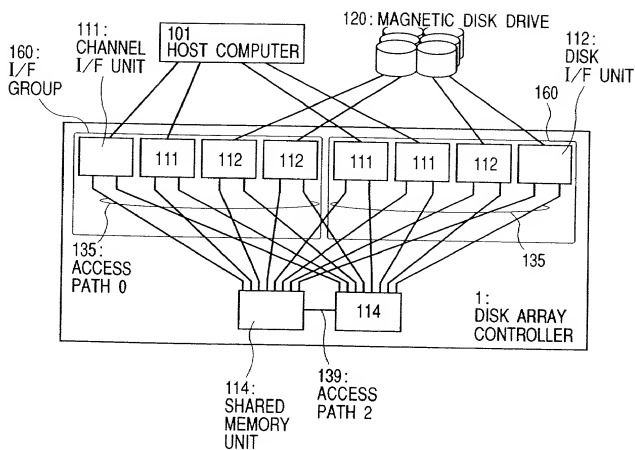 120: MAGNETIC DISK DRIVE
111:
CHANNEL
I/F UNIT
101
HOST COMPUTER
112:
DISK
I/F UNIT
160:
I/F
GROUP
160
111
112
112
111
111
112
135:
ACCESS
PATH 0
135
114
1:
DISK ARRAY
CONTROLLER
114:
SHARED
MEMORY
UNIT
139:
ACCESS
PATH 2